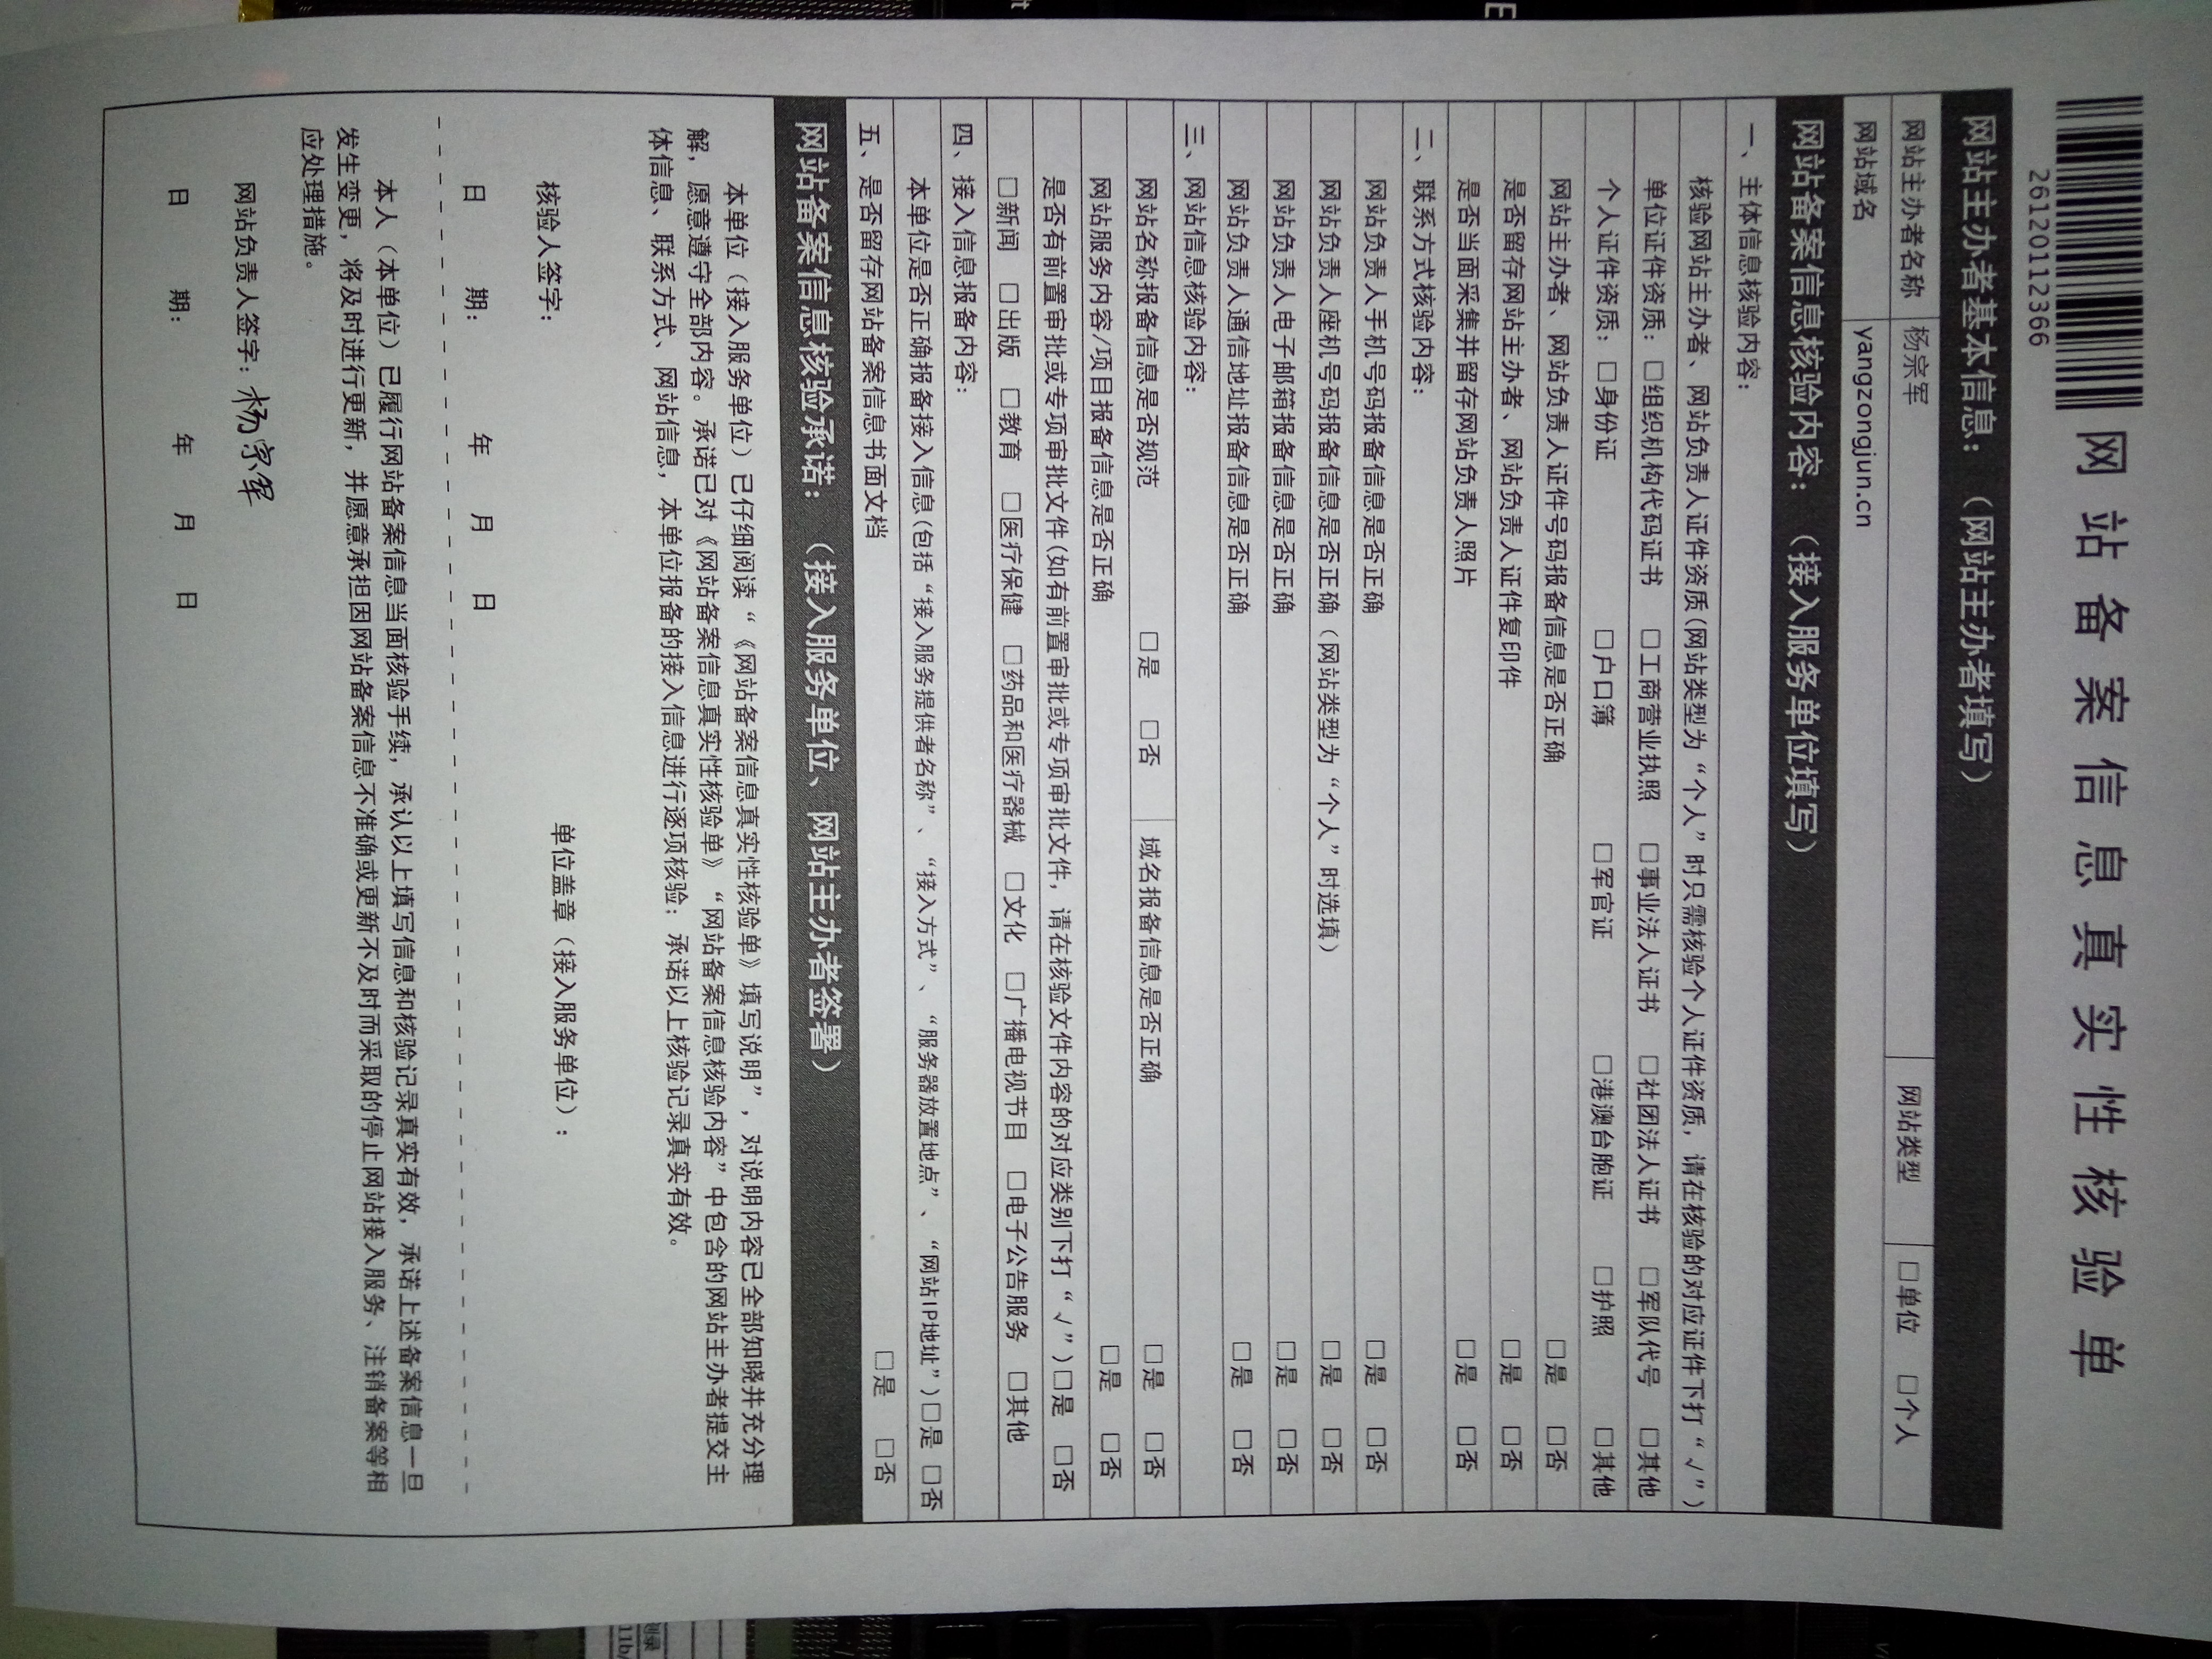 26120112366
网站备案信息真实性核验单
网站主办者基本信息：（网站主办者填写）
网站主办者名称 杨宗军 网站类型 □单位 □个人
网站域名 yangzongjun.cn
网站备案信息核验内容：（接入服务单位填写）
一、主体信息核验内容：
核验网站主办者、网站负责人证件资质(网站类型为“个人”时只需核验个人证件资质，请在核验的对应证件下打“√”)
单位证件资质：□组织机构代码证书 □工商营业执照 □事业法人证书 □社团法人证书 □军队代号 □其他
个人证件资质：□身份证 □户口簿 □军官证 □港澳台胞证 □护照 □其他
网站主办者、网站负责人证件号码报备信息是否正确 □是 □否
是否留存网站主办者、网站负责人证件复印件 □是 □否
是否当面采集并留存网站负责人照片 □是 □否
二、联系方式核验内容：
网站负责人手机号码报备信息是否正确 □是 □否
网站负责人座机号码报备信息是否正确（网站类型为“个人”时选填） □是 □否
网站负责人电子邮箱报备信息是否正确 □是 □否
网站负责人通信地址报备信息是否正确 □是 □否
三、网站信息核验内容：
网站名称报备信息是否规范 □是 □否 域名报备信息是否正确 □是 □否
网站服务内容/项目报备信息是否正确 □是 □否
是否有前置审批或专项审批文件(如有前置审批或专项审批文件，请在核验文件内容的对应类别下打“√”)□是 □否
□新闻 □出版 □教育 □医疗保健 □药品和医疗器械 □文化 □广播电视节目 □电子公告服务 □其他
四、接入信息报备内容：
本单位是否正确报备接入信息(包括“接入服务提供者名称”、“接入方式”、“服务器放置地点”、“网站IP地址”)□是 □否
五、是否留存网站备案信息书面文档 □是 □否
网站备案信息核验承诺：（接入服务单位、网站主办者签署）
本单位（接入服务单位）已仔细阅读“《网站备案信息真实性核验单》填写说明”，对说明内容已全部知晓并充分理
解，愿意遵守全部内容。承诺已对《网站备案信息真实性核验单》“网站备案信息核验内容”中包含的网站主办者提交主
体信息、联系方式、网站信息，本单位报备的接入信息进行逐项核验；承诺以上核验记录真实有效。
核验人签字： 单位盖章（接入服务单位）：
日 期： 年 月 日
本人（本单位）已履行网站备案信息当面核验手续，承认以上填写信息和核验记录真实有效，承诺上述备案信息一旦
发生变更，将及时进行更新，并愿意承担因网站备案信息不准确或更新不及时而采取的停止网站接入服务、注销备案等相
应处理措施。
网站负责人签字：杨宗军
日 期： 年 月 日